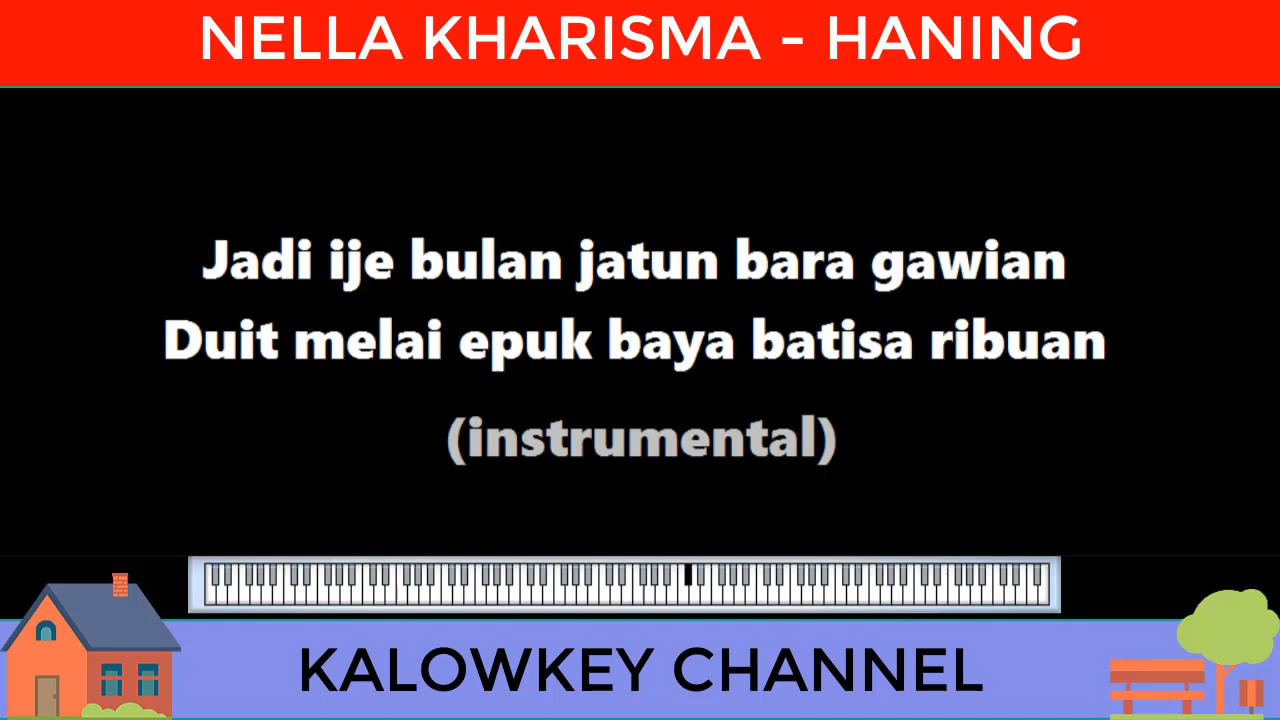 NELLA KHARISMA - HANING
Jadi ije bulan jatun bara gawian
Duit melai epuk baya batisa ribuan
(instrumental)
KALOWKEY CHANNEL